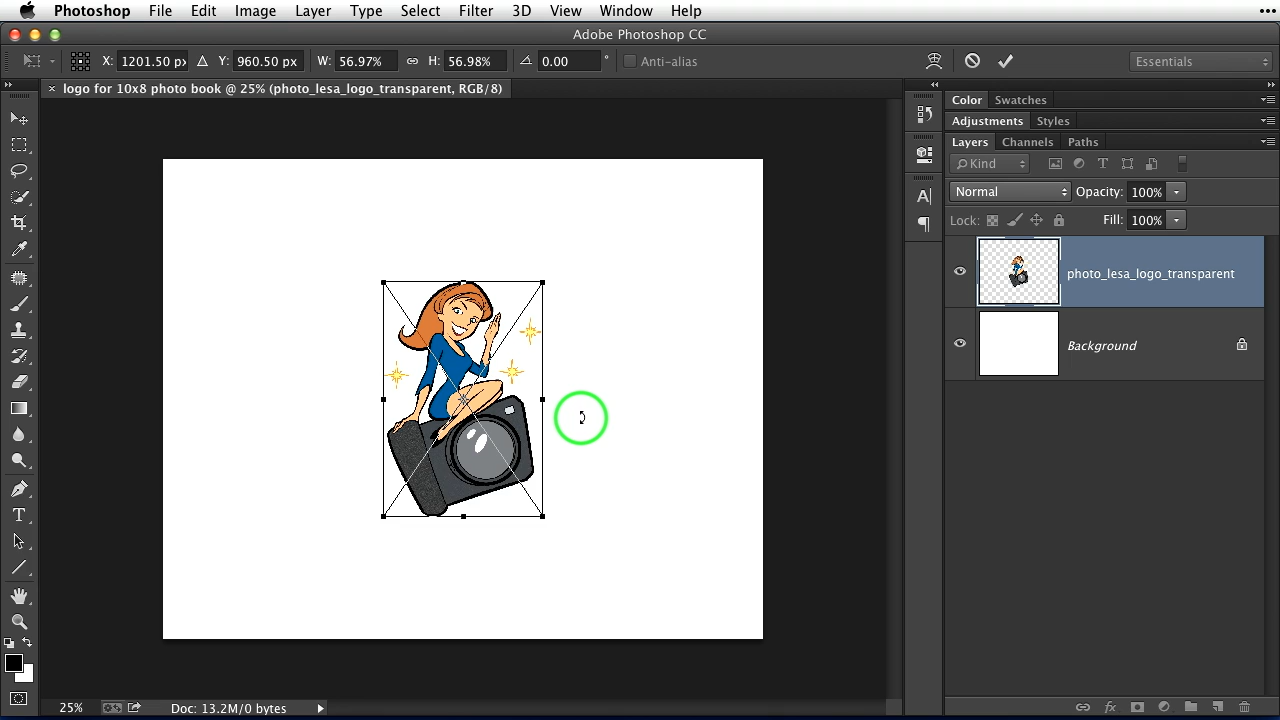 Photoshop File Edit Image Layer Type Select Filter 3D View Window Help
Adobe Photoshop CC
X: 1201.50 px Y: 960.50 px W: 56.97% H: 56.98% 0.00 ° Anti-alias Essentials
× logo for 10x8 photo book @ 25% (photo_lesa_logo_transparent, RGB/8)
Color Swatches
Adjustments Styles
Layers Channels Paths
Kind
Normal Opacity: 100%
Lock: Fill: 100%
photo_lesa_logo_transparent
Background
25% Doc: 13.2M/0 bytes